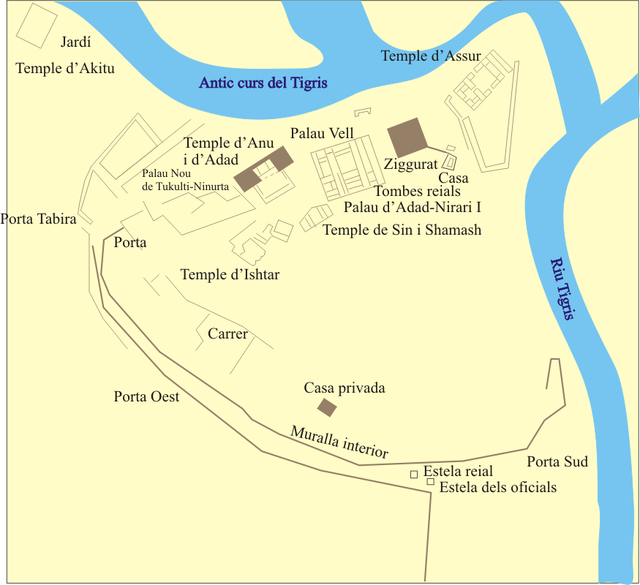 Jardí
Temple d'Akitu
Temple d'Assur
Antic curs del Tigris
Palau Vell
Temple d'Anu
i d'Adad
Ziggurat
Palau Nou
de Tukulti-Ninurta
Casa
Tombes reials
Palau d'Adad-Nirari I
Porta Tabira
Temple de Sin i Shamash
Porta
Temple d'Ishtar
Riu Tigris
Carrer
Casa privada
Porta Oest
Muralla interior
Porta Sud
Estela reial
Estela dels oficials